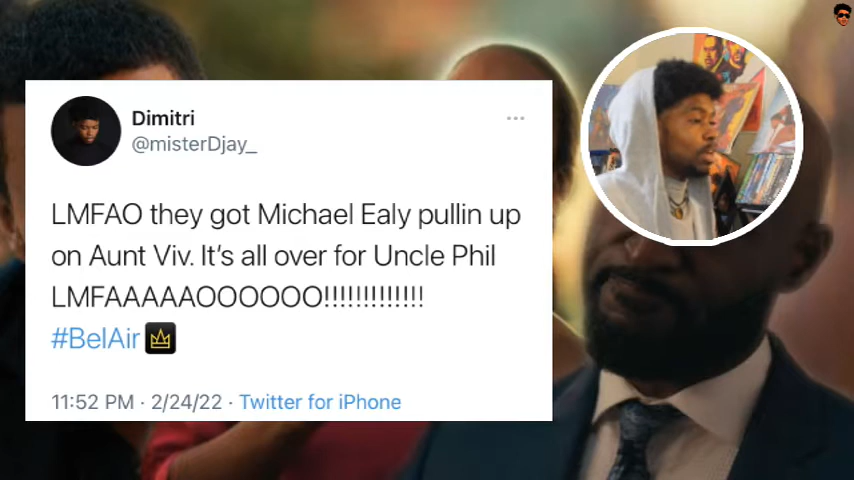 Dimitri
@misterDjay_
LMFAO they got Michael Ealy pullin up
on Aunt Viv. It's all over for Uncle Phil
LMFAAAAAOOOOOO!!!!!!!!!!!!!
#BelAir
11:52 PM · 2/24/22 · Twitter for iPhone